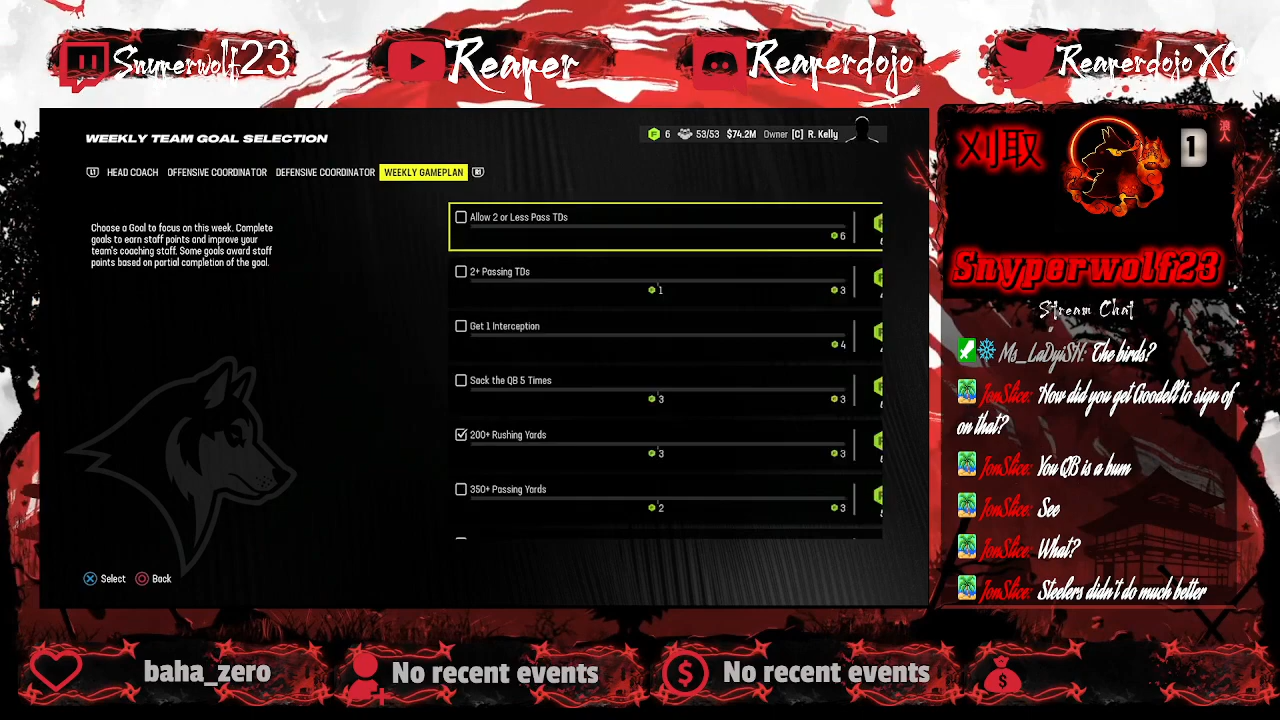 Snyperwolf23
Reaper
Reaperdojo
ReaperdojoXO
WEEKLY TEAM GOAL SELECTION
6 53/53 $74.2M Owner [C] R. Kelly
L1 HEAD COACH OFFENSIVE COORDINATOR DEFENSIVE COORDINATOR WEEKLY GAMEPLAN R1
Choose a Goal to focus on this week. Complete
goals to earn staff points and improve your
team's coaching staff. Some goals award staff
points based on partial completion of the goal.
Allow 2 or Less Pass TDs
6
2+ Passing TDs
1 3
Get 1 Interception
4
Sack the QB 5 Times
3 3
200+ Rushing Yards
3 3
350+ Passing Yards
2 3
Select Back
刈取
浪人
1
Snyperwolf23
Stream Chat
Ms_LaDyiSH: The birds?
JonSlice: How did you get Goodell to sign of
on that?
JonSlice: You QB is a bum
JonSlice: See
JonSlice: What?
JonSlice: Steelers didn't do much better
baha_zero
No recent events
No recent events